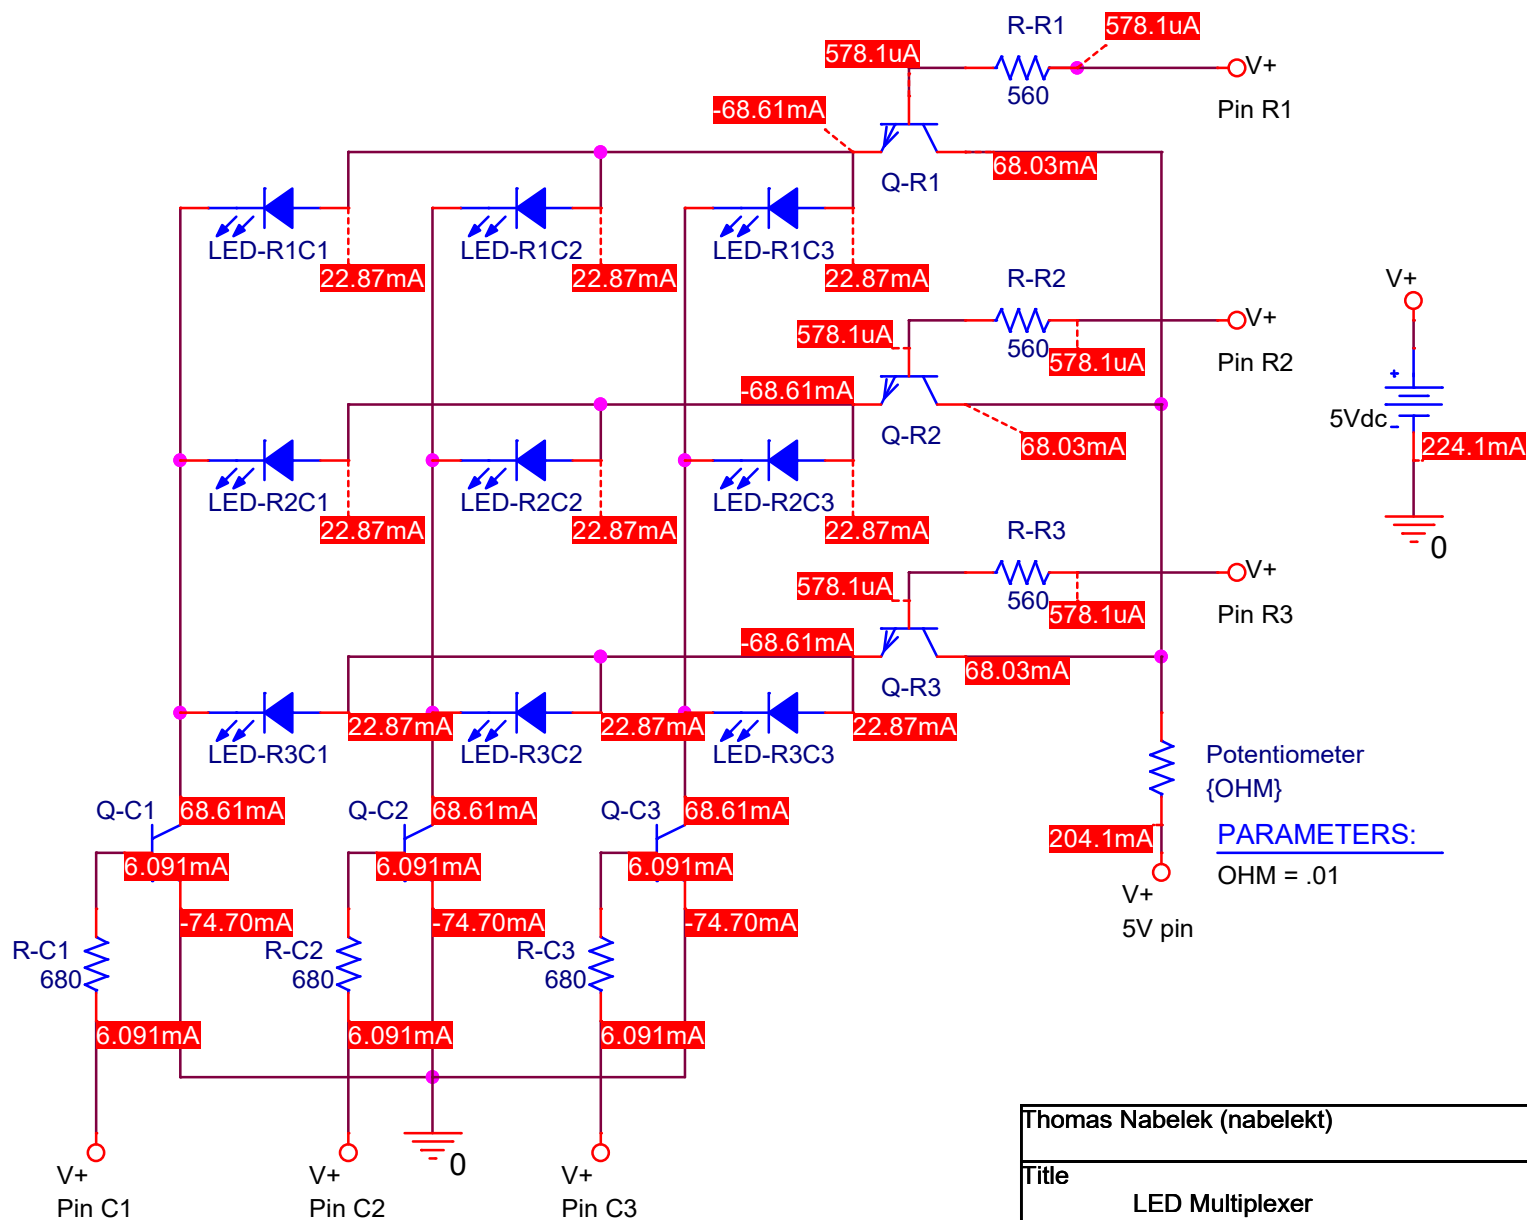 R-R1
578.1uA
578.1uA
560
V+
Pin R1
-68.61mA
68.03mA
Q-R1
LED-R1C1
LED-R1C2
LED-R1C3
22.87mA
22.87mA
22.87mA
R-R2
V+
578.1uA
560
578.1uA
V+
Pin R2
-68.61mA
Q-R2
68.03mA
5Vdc
224.1mA
0
LED-R2C1
LED-R2C2
LED-R2C3
22.87mA
22.87mA
22.87mA
R-R3
578.1uA
560
578.1uA
V+
Pin R3
-68.61mA
68.03mA
Q-R3
22.87mA
22.87mA
22.87mA
LED-R3C1
LED-R3C2
LED-R3C3
Potentiometer
{OHM}
PARAMETERS:
OHM = .01
204.1mA
V+
5V pin
Q-C1
68.61mA
Q-C2
68.61mA
Q-C3
68.61mA
6.091mA
6.091mA
6.091mA
-74.70mA
-74.70mA
-74.70mA
R-C1
680
R-C2
680
R-C3
680
6.091mA
6.091mA
6.091mA
0
V+
Pin C1
V+
Pin C2
V+
Pin C3
Thomas Nabelek (nabelekt)
Title
LED Multiplexer